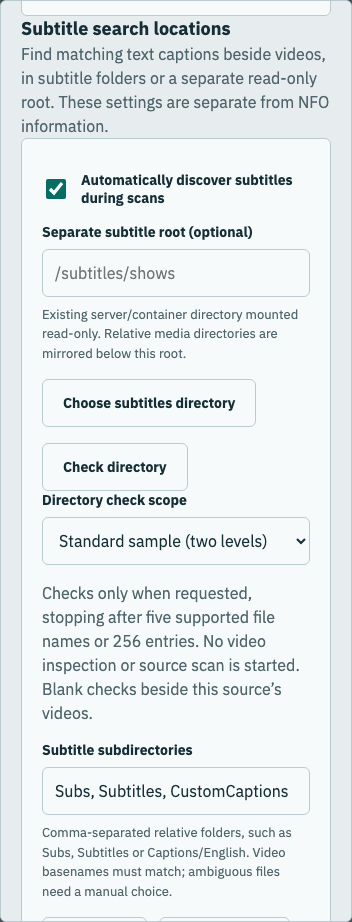 Subtitle search locations
Find matching text captions beside videos,
in subtitle folders or a separate read-only
root. These settings are separate from NFO
information.
Automatically discover subtitles
during scans
Separate subtitle root (optional)
/subtitles/shows
Existing server/container directory mounted
read-only. Relative media directories are
mirrored below this root.
Choose subtitles directory
Check directory
Directory check scope
Standard sample (two levels)
Checks only when requested,
stopping after five supported file
names or 256 entries. No video
inspection or source scan is started.
Blank checks beside this source’s
videos.
Subtitle subdirectories
Subs, Subtitles, CustomCaptions
Comma-separated relative folders, such as
Subs, Subtitles or Captions/English. Video
basenames must match; ambiguous files
need a manual choice.